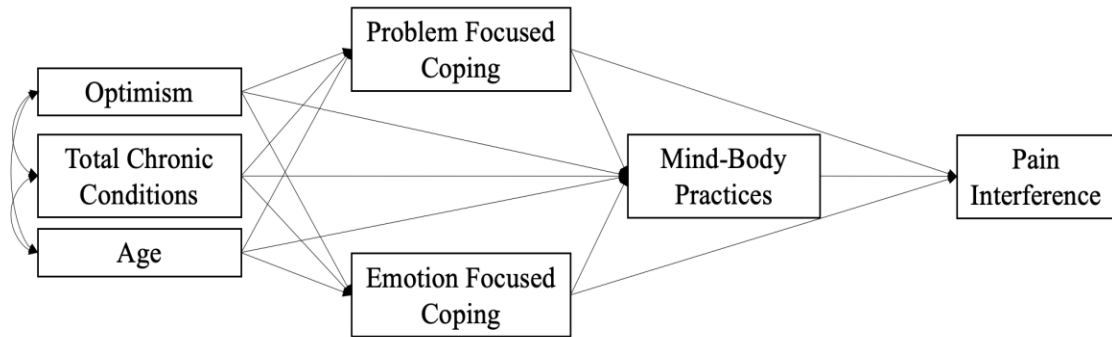 Problem Focused
Coping
Optimism
Total Chronic
Conditions
Age
Mind-Body
Practices
Pain
Interference
Emotion Focused
Coping